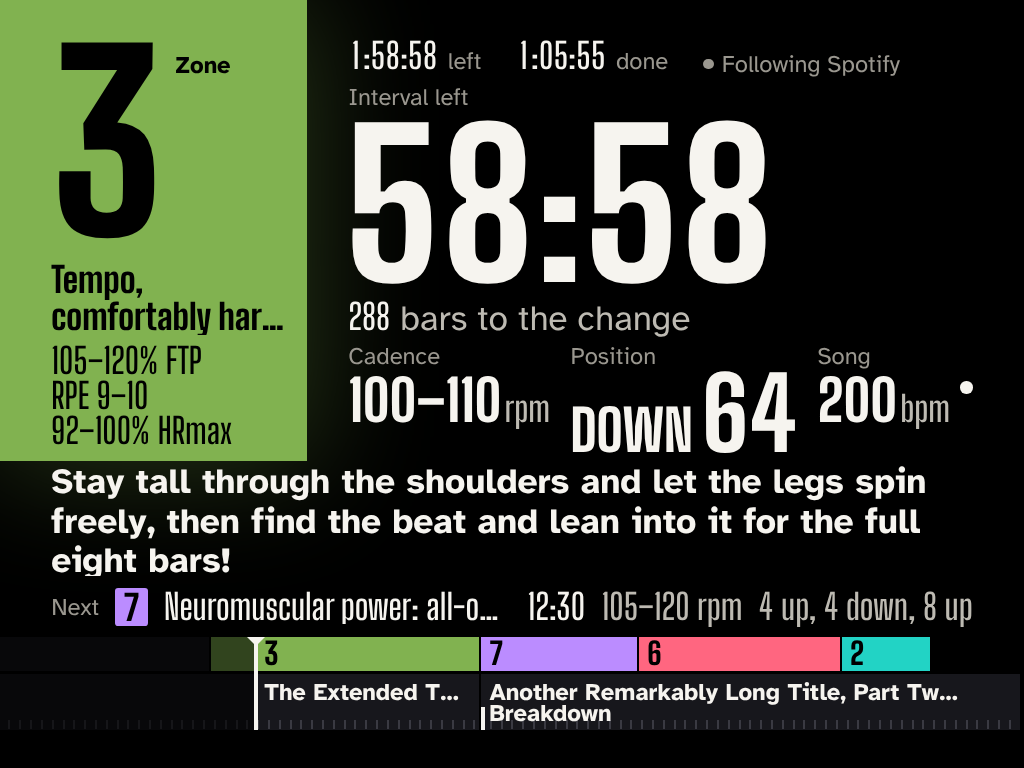 3 Zone
Tempo,
comfortably har...
105–120% FTP
RPE 9–10
92–100% HRmax
1:58:58 left 1:05:55 done Following Spotify
Interval left
58:58
288 bars to the change
Cadence Position Song
100–110 rpm DOWN 64 200 bpm
Stay tall through the shoulders and let the legs spin
freely, then find the beat and lean into it for the full
eight bars!
Next 7 Neuromuscular power: all-o... 12:30 105–120 rpm 4 up, 4 down, 8 up
3 7 6 2
The Extended T... Another Remarkably Long Title, Part Tw...
Breakdown